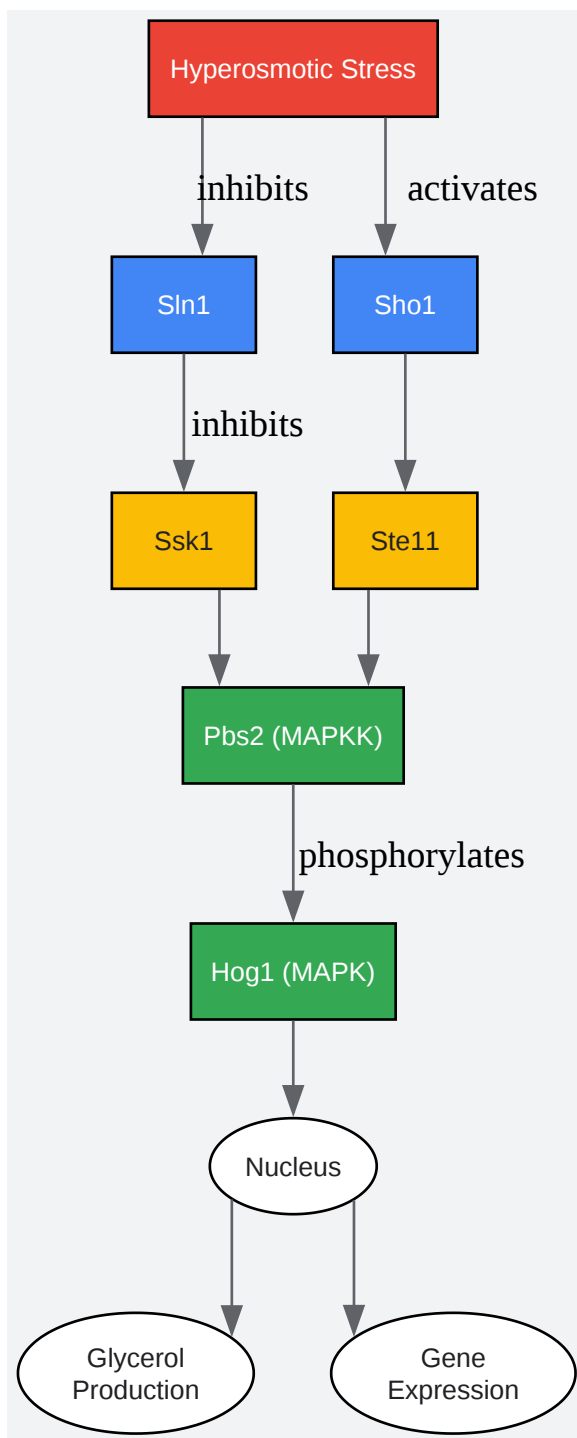 Hyperosmotic Stress
inhibits
activates
Sln1
Sho1
inhibits
Ssk1
Ste11
Pbs2 (MAPKK)
phosphorylates
Hog1 (MAPK)
Nucleus
Glycerol
Production
Gene
Expression